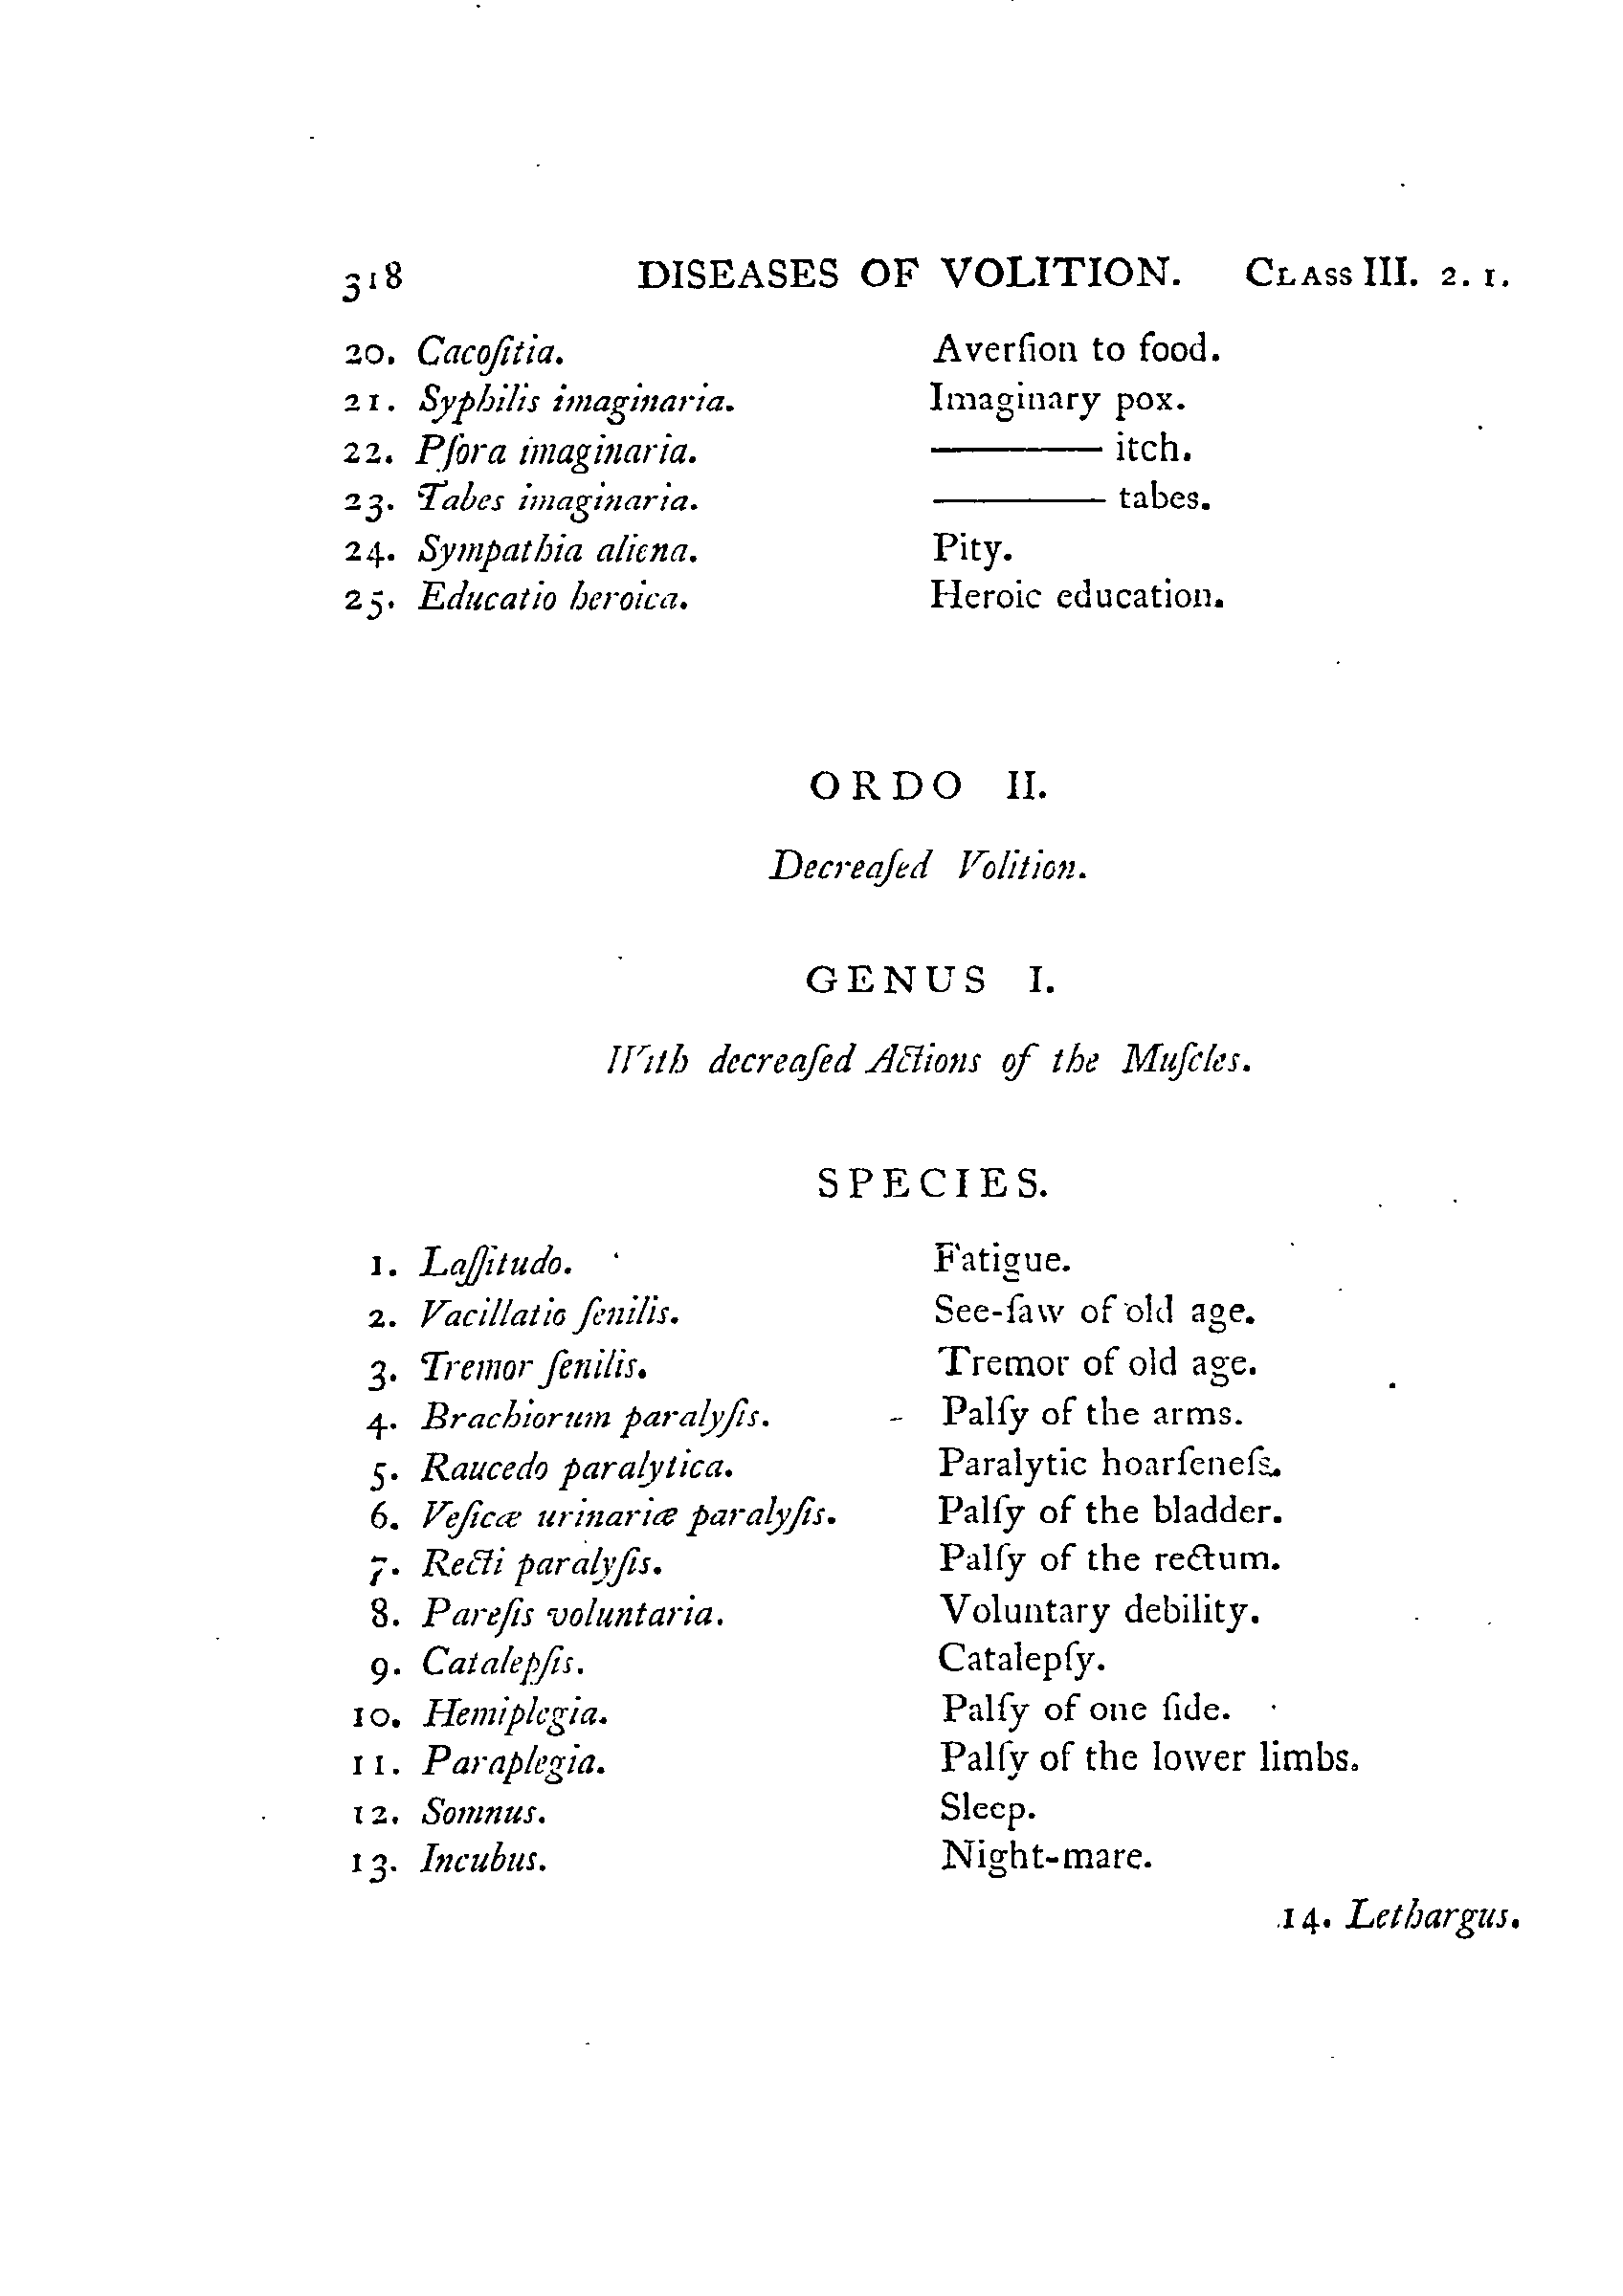 318 DISEASES OF VOLITION. CLASS III. 2. 1.
20. Cacoſitia. Averſion to food.
21. Syphilis imaginaria. Imaginary pox.
22. Pſora imaginaria. ——— itch.
23. Tabes imaginaria. ——— tabes.
24. Sympathia aliena. Pity.
25. Educatio heroica. Heroic education.
ORDO II.
Decreaſed Volition.
GENUS I.
With decreaſed Actions of the Muſcles.
SPECIES.
1. Laſſitudo. Fatigue.
2. Vacillatio ſenilis. See-ſaw of old age.
3. Tremor ſenilis. Tremor of old age.
4. Brachiorum paralyſis. Palſy of the arms.
5. Raucedo paralytica. Paralytic hoarſeneſs.
6. Veſicæ urinariæ paralyſis. Palſy of the bladder.
7. Recti paralyſis. Palſy of the rectum.
8. Pareſis voluntaria. Voluntary debility.
9. Catalepſis. Catalepſy.
10. Hemiplegia. Palſy of one ſide.
11. Paraplegia. Palſy of the lower limbs.
12. Somnus. Sleep.
13. Incubus. Night-mare.
14. Lethargus.